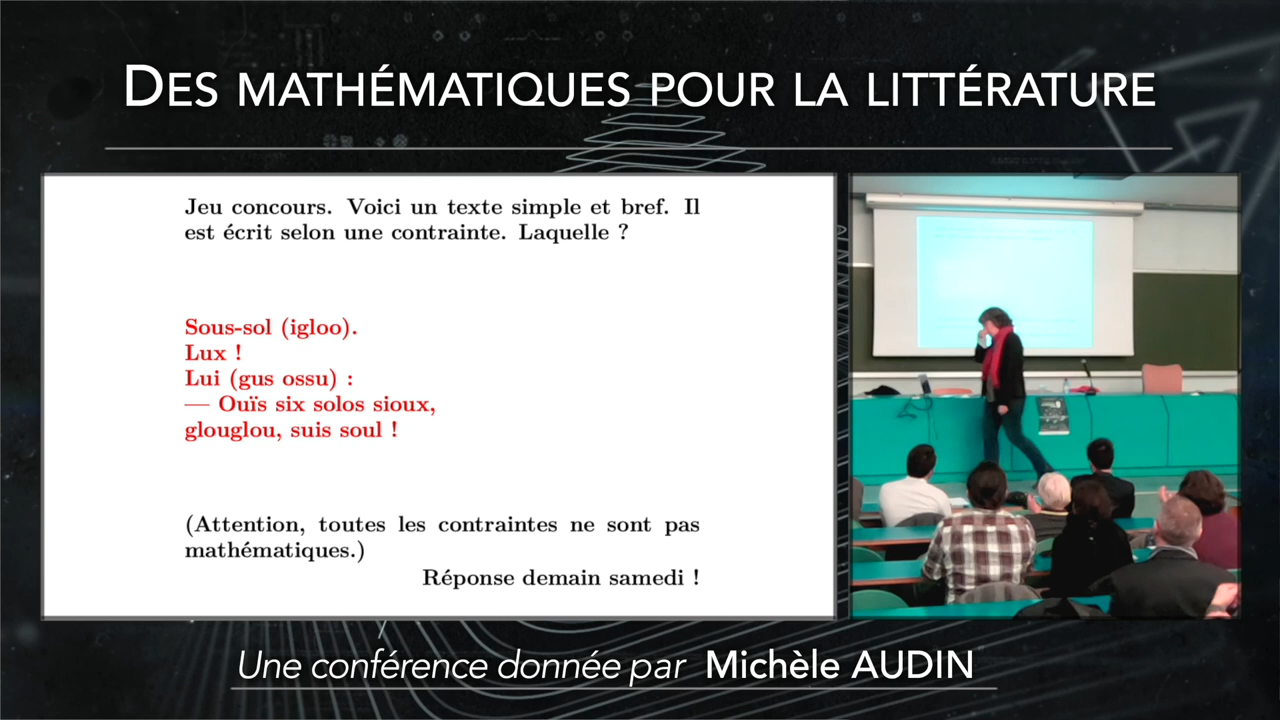 DES MATHÉMATIQUES POUR LA LITTÉRATURE
Jeu concours. Voici un texte simple et bref. Il
est écrit selon une contrainte. Laquelle ?
Sous-sol (igloo).
Lux !
Lui (gus ossu) :
— Ouïs six solos sioux,
glouglou, suis soul !
(Attention, toutes les contraintes ne sont pas
mathématiques.)
Réponse demain samedi !
Une conférence donnée par Michèle AUDIN